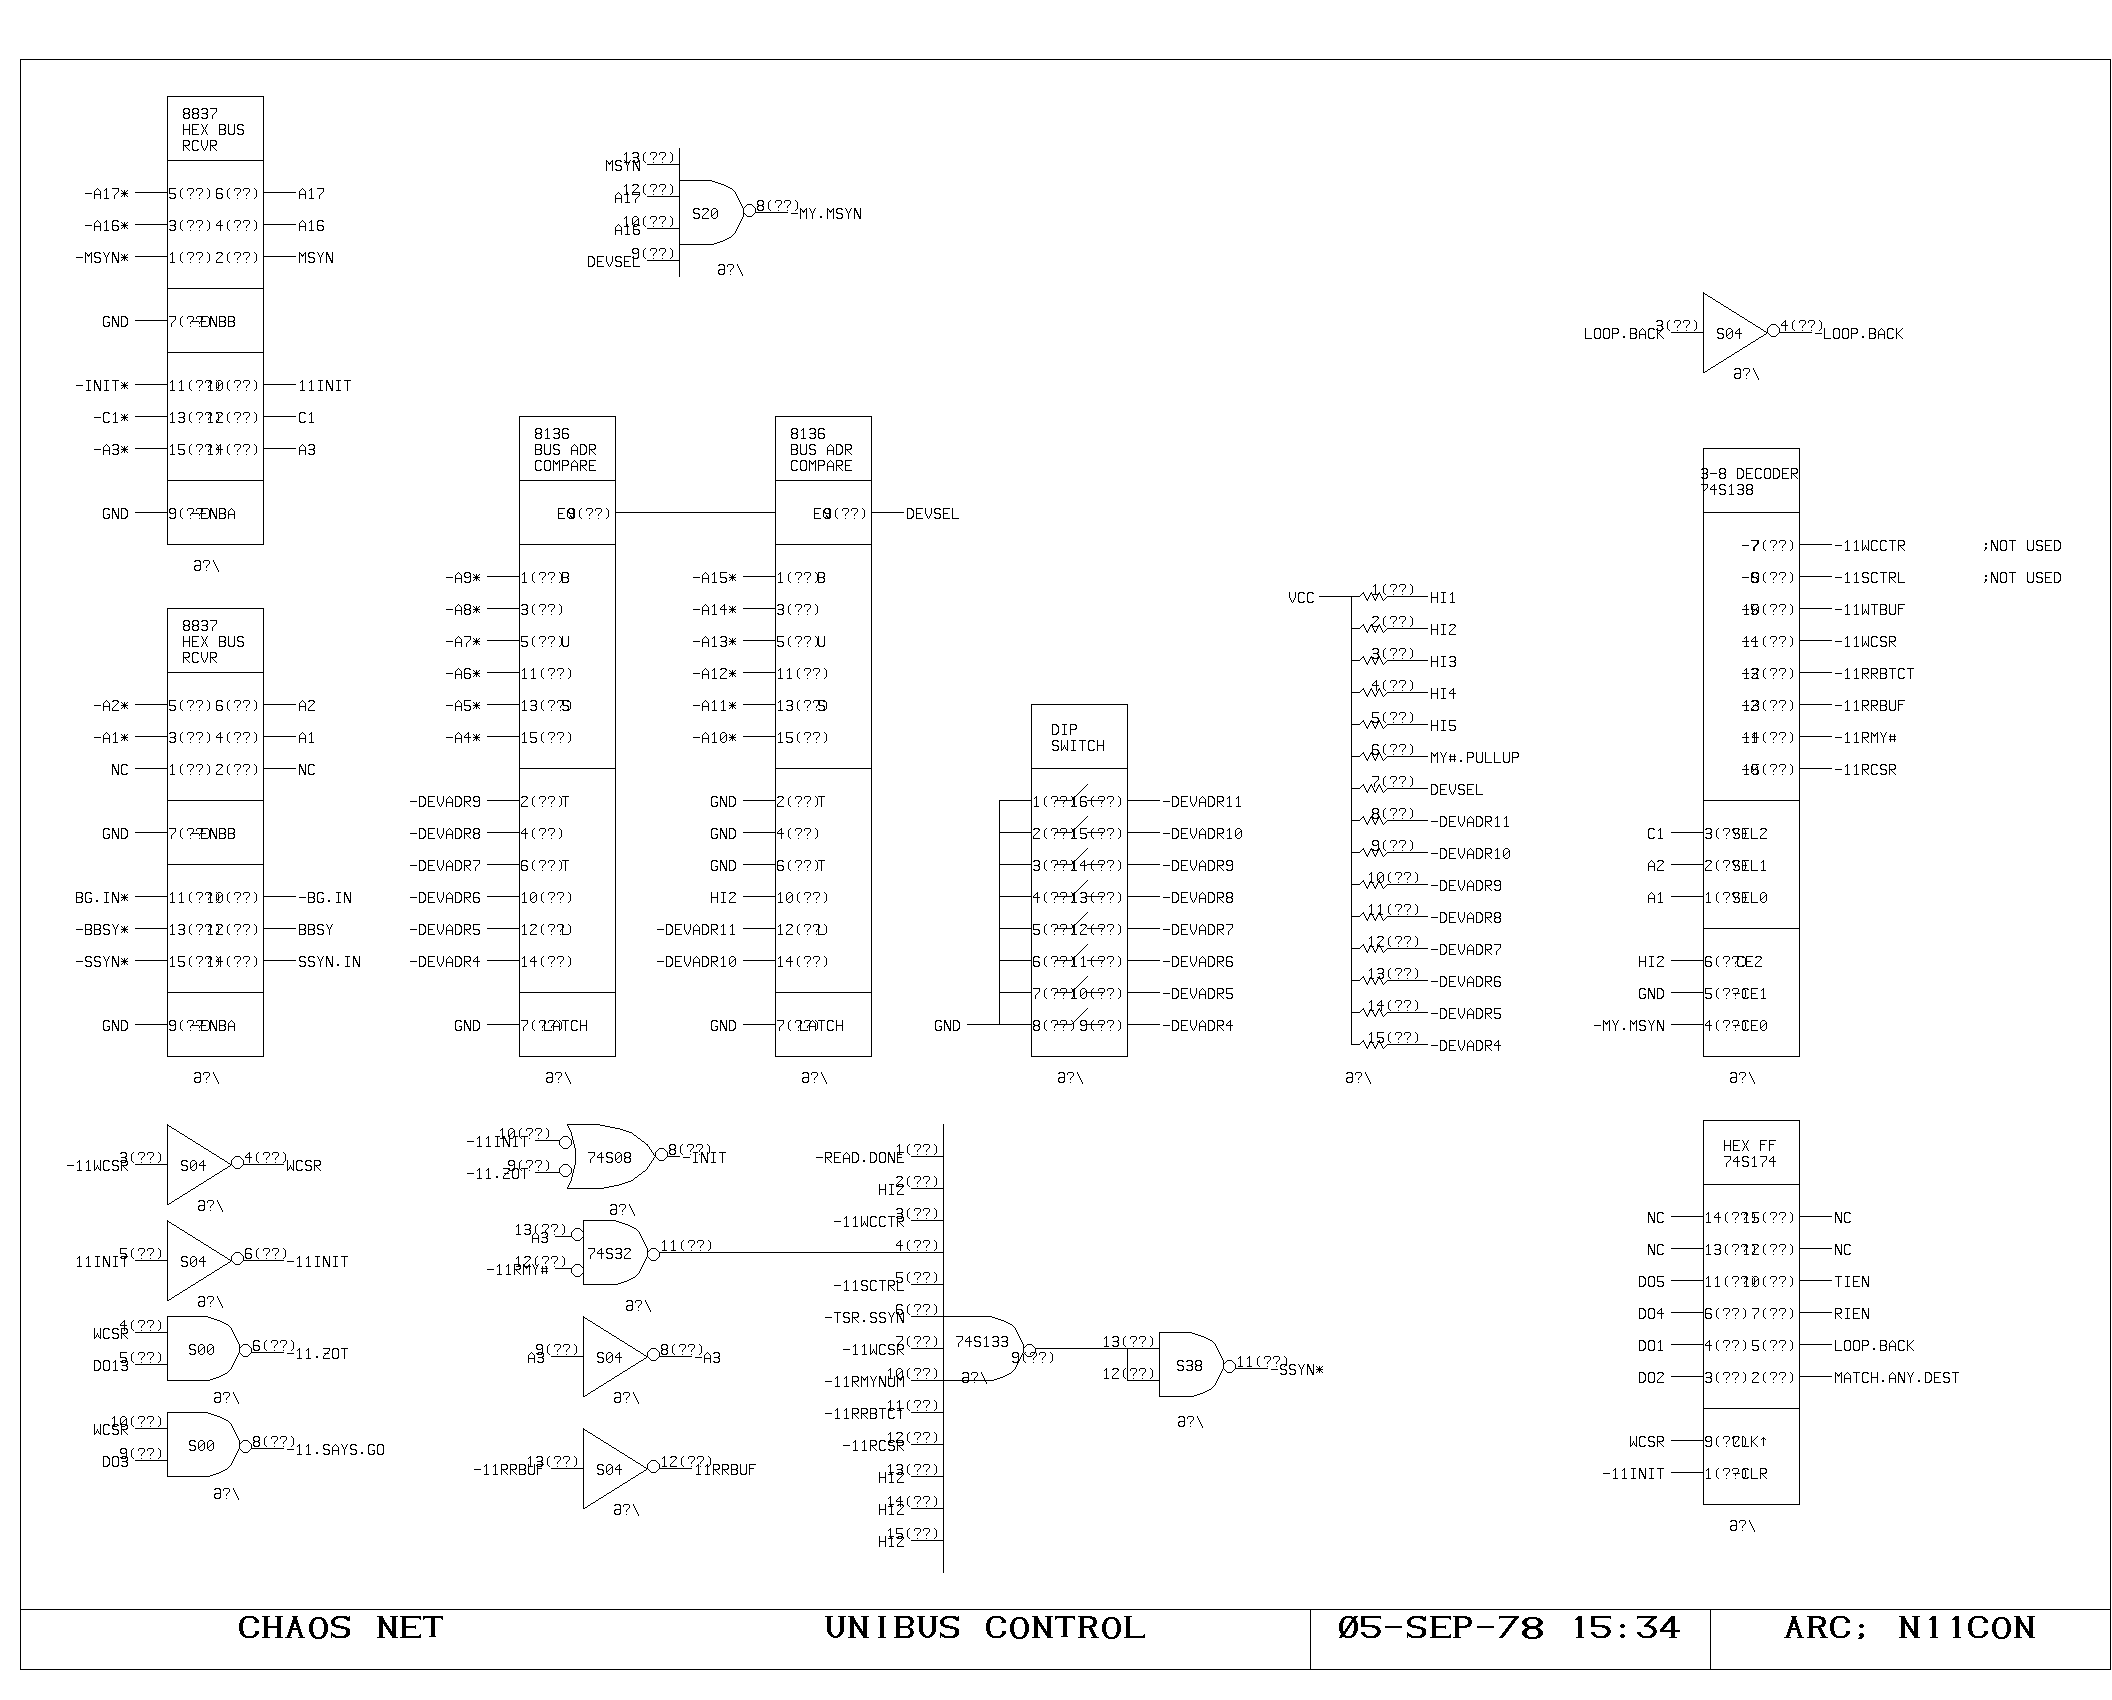 8837
HEX BUS
RCVR
-A17* 5(??) 6(??) A17
-A16* 3(??) 4(??) A16
-MSYN* 1(??) 2(??) MSYN
GND 7(??) -ENBB
-INIT* 11(??) 10(??) 11INIT
-C1* 13(??) 12(??) C1
-A3* 15(??) 14(??) A3
GND 9(??) -ENBA
a?\
8837
HEX BUS
RCVR
-A2* 5(??) 6(??) A2
-A1* 3(??) 4(??) A1
NC 1(??) 2(??) NC
GND 7(??) -ENBB
BG.IN* 11(??) 10(??) -BG.IN
-BBSY* 13(??) 12(??) BBSY
-SSYN* 15(??) 14(??) SSYN.IN
GND 9(??) -ENBA
a?\
MSYN 13(??)
A17 12(??)
A16 10(??)
DEVSEL 9(??)
S20 8(??) -MY.MSYN
a?\
LOOP.BACK 3(??) S04 4(??) -LOOP.BACK
a?\
8136
BUS ADR
COMPARE
EQ 9(??)
-A9* 1(??) B
-A8* 3(??)
-A7* 5(??) U
-A6* 11(??)
-A5* 13(??) S
-A4* 15(??)
-DEVADR9 2(??) T
-DEVADR8 4(??)
-DEVADR7 6(??) T
-DEVADR6 10(??)
-DEVADR5 12(??) L
-DEVADR4 14(??)
GND 7(??) LATCH
a?\
8136
BUS ADR
COMPARE
EQ 9(??) DEVSEL
-A15* 1(??) B
-A14* 3(??)
-A13* 5(??) U
-A12* 11(??)
-A11* 13(??) S
-A10* 15(??)
GND 2(??) T
GND 4(??)
GND 6(??) T
HI2 10(??)
-DEVADR11 12(??) L
-DEVADR10 14(??)
GND 7(??) LATCH
a?\
DIP
SWITCH
1(??) 16(??) -DEVADR11
2(??) 15(??) -DEVADR10
3(??) 14(??) -DEVADR9
4(??) 13(??) -DEVADR8
5(??) 12(??) -DEVADR7
6(??) 11(??) -DEVADR6
7(??) 10(??) -DEVADR5
GND 8(??) 9(??) -DEVADR4
a?\
VCC 1(??) HI1
2(??) HI2
3(??) HI3
4(??) HI4
5(??) HI5
6(??) MY#.PULLUP
7(??) DEVSEL
8(??) -DEVADR11
9(??) -DEVADR10
10(??) -DEVADR9
11(??) -DEVADR8
12(??) -DEVADR7
13(??) -DEVADR6
14(??) -DEVADR5
15(??) -DEVADR4
a?\
3-8 DECODER
74S138
7(??) -11WCCTR ;NOT USED
(??) -11SCTRL ;NOT USED
(??) -11WTBUF
(??) -11WCSR
(??) -11RRBTCT
(??) -11RRBUF
(??) -11RMY#
(??) -11RCSR
C1 3(??) SEL2
A2 2(??) SEL1
A1 1(??) SEL0
HI2 6(??) CE2
GND 5(??) -CE1
-MY.MSYN 4(??) -CE0
a?\
-11WCSR 3(??) S04 4(??) WCSR
a?\
11INIT 5(??) S04 6(??) -11INIT
a?\
WCSR 4(??)
DO13 5(??)
S00 6(??) -11.ZOT
a?\
WCSR 10(??)
DO3 9(??)
S00 8(??) -11.SAYS.GO
a?\
-11INIT 10(??)
-11.ZOT 9(??)
74S08 8(??) -INIT
a?\
A3 13(??)
-11RMY# 12(??)
74S32 11(??)
a?\
A3 9(??) S04 8(??) -A3
a?\
-11RRBUF 13(??) S04 12(??) 11RRBUF
a?\
-READ.DONE 1(??)
HI2 2(??)
-11WCCTR 3(??)
4(??)
-11SCTRL 5(??)
-TSR.SSYN 6(??)
-11WCSR 7(??)
-11RMYNUM 10(??)
-11RRBTCT 11(??)
-11RCSR 12(??)
HI2 13(??)
HI2 14(??)
HI2 15(??)
74S133 9(??)
a?\
13(??)
12(??)
S38 11(??) -SSYN*
a?\
HEX FF
74S174
NC 14(??) 15(??) NC
NC 13(??) 12(??) NC
DO5 11(??) 10(??) TIEN
DO4 6(??) 7(??) RIEN
DO1 4(??) 5(??) LOOP.BACK
DO2 3(??) 2(??) MATCH.ANY.DEST
WCSR 9(??) CLK↑
-11INIT 1(??) -CLR
a?\
CHAOS NET UNIBUS CONTROL 05-SEP-78 15:34 ARC; N11CON